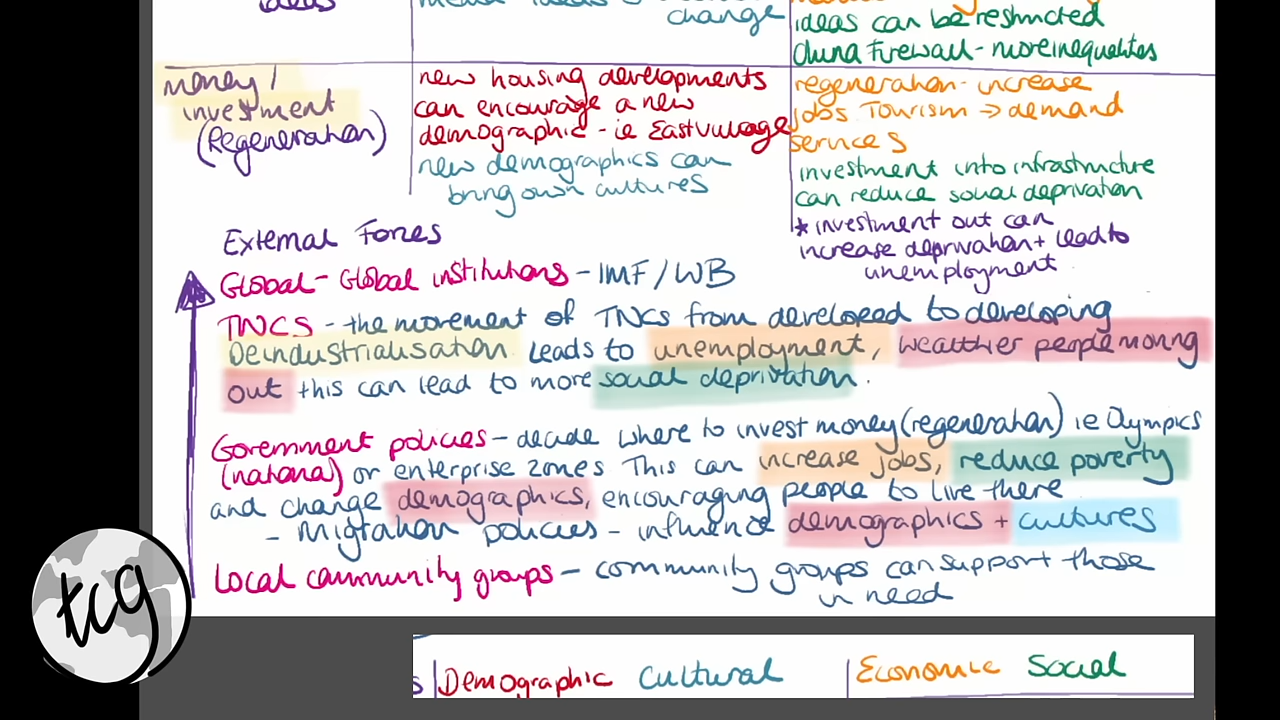 ideas
change
ideas can be restricted
China Firewall - more inequalities
money/
investment
(Regeneration)
new housing developments
can encourage a new
demographic - ie East Village
new demographics can
bring own cultures
regeneration - increase
jobs Tourism → demand
services
investment into infrastructure
can reduce social deprivation
* investment out can
increase deprivation + lead to
unemployment
External Forces
Global - Global institutions - IMF / WB
TNCS - the movement of TNCs from developed to developing
Deindustrialisation leads to unemployment, wealthier people moving
out this can lead to more social deprivation.
Government policies - decide where to invest money (regeneration) ie Olympics
(national) or enterprise zones This can increase jobs, reduce poverty
and change demographics, encouraging people to live there
- Migration policies - influence demographics + cultures
Local community groups - community groups can support those
in need
tcg
s Demographic Cultural Economic Social